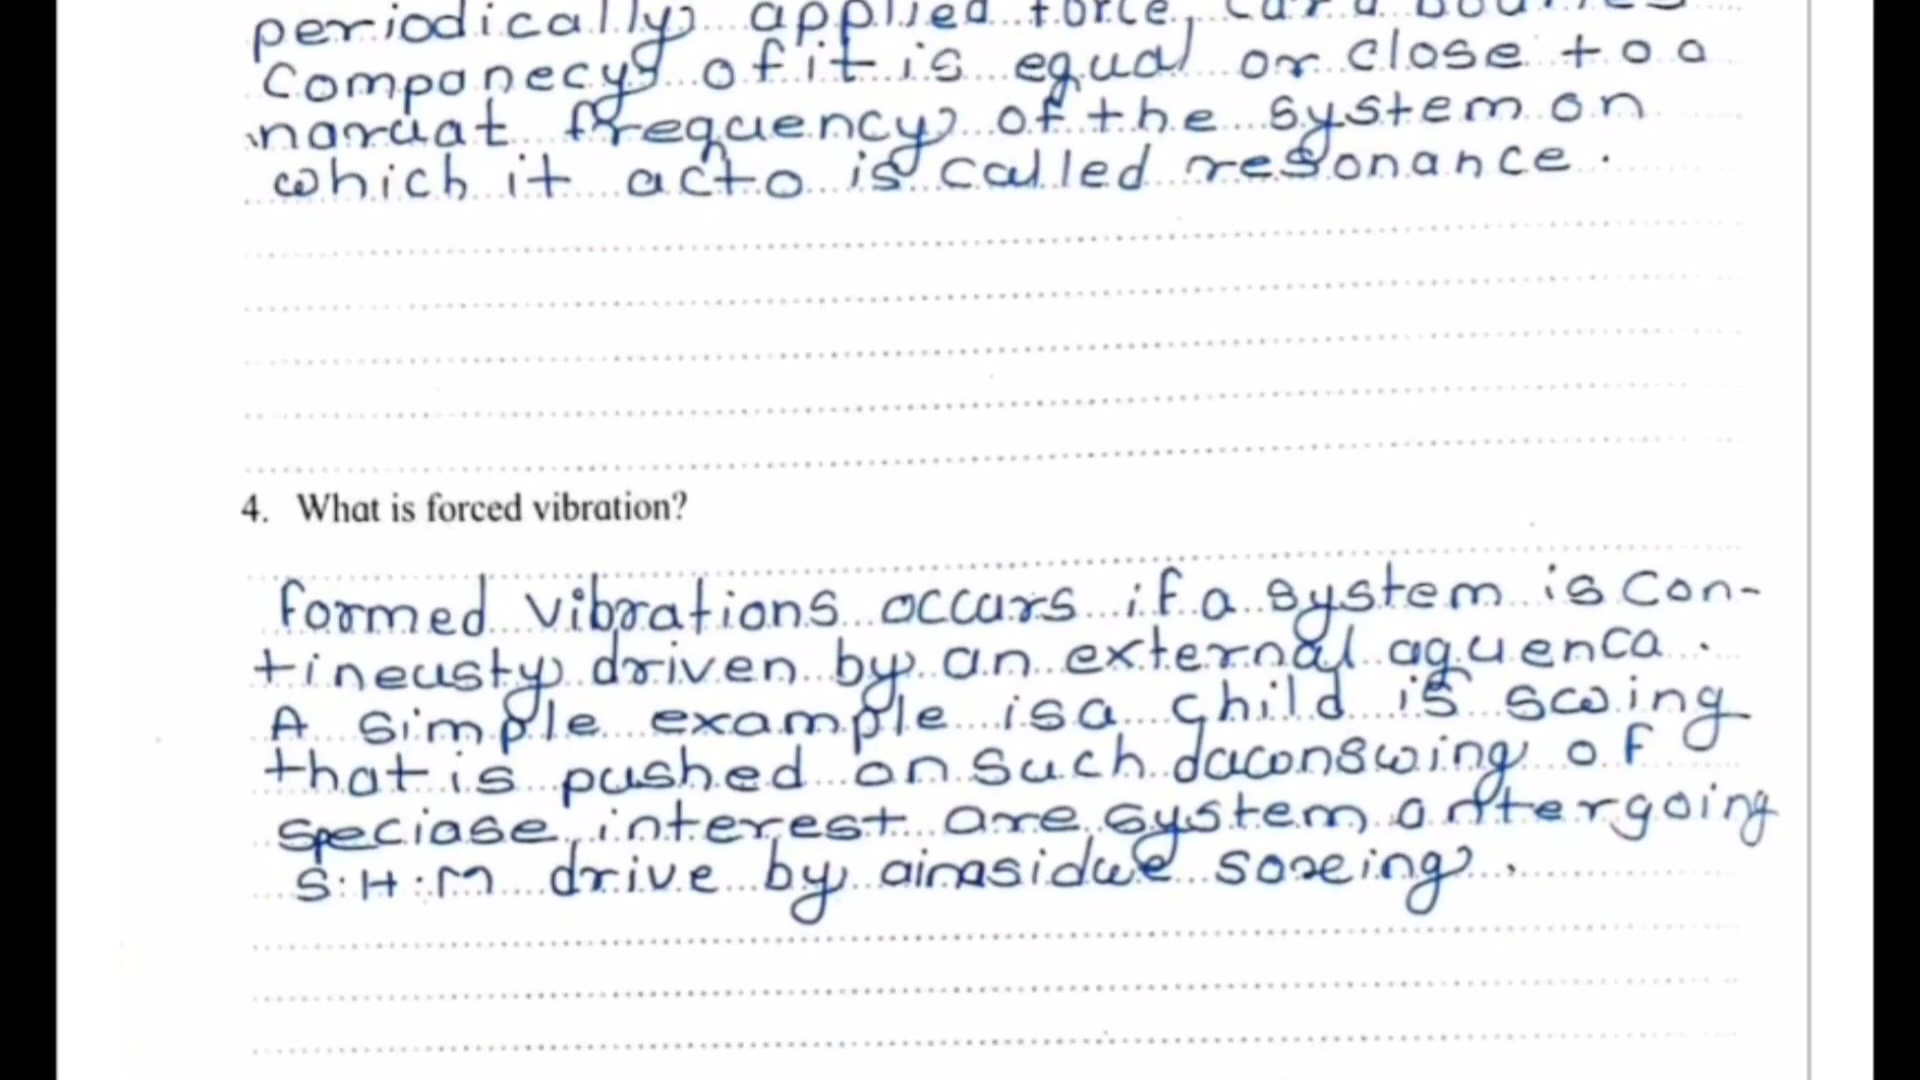 periodically applied force,
Componecy of it is equal or close to a
naruat frequency of the system on
which it acto is called resonance.
4. What is forced vibration?
formed vibrations occurs if a system is con-
tineusty driven by an external aquenca.
A simple example is a child is swing
that is pushed on such daconswing of
speciase interest are system ontergoing
S:H:M drive by soseing.